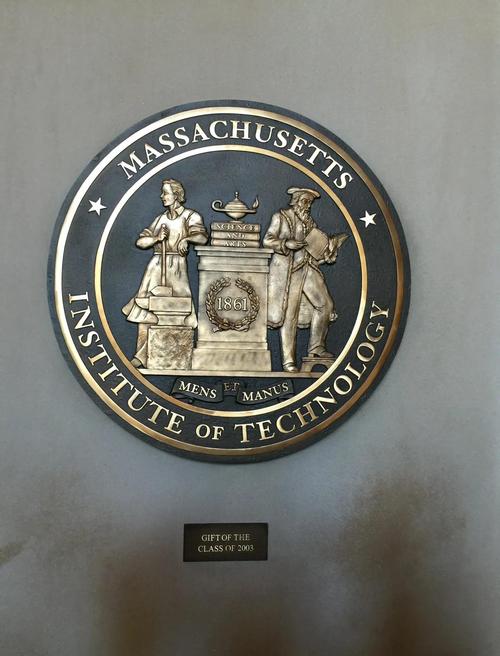 MASSACHUSETTS
SCIENCE
AND
ARTS
1861
MENS ET MANUS
INSTITUTE OF TECHNOLOGY
GIFT OF THE
CLASS OF 2003